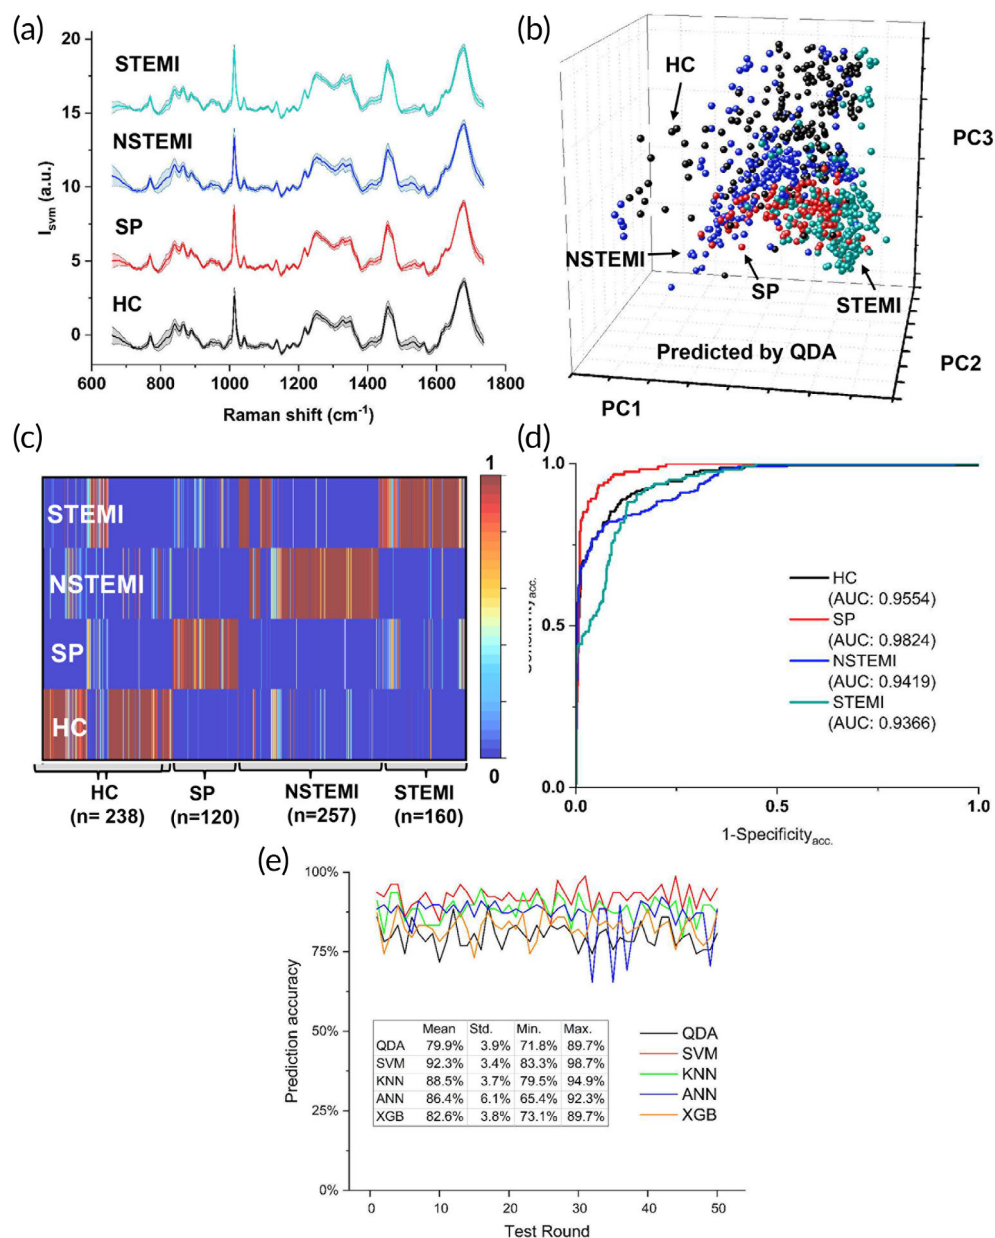 (a)
20
15
10
5
0
I_svm (a.u.)
STEMI
NSTEMI
SP
HC
600 800 1000 1200 1400 1600 1800
Raman shift (cm⁻¹)
(b)
HC
NSTEMI
SP
STEMI
Predicted by QDA
PC1
PC2
PC3
(c)
STEMI
NSTEMI
SP
HC
1
0
HC SP NSTEMI STEMI
(n= 238) (n=120) (n=257) (n=160)
(d)
1.0
0.5
0.0
HC
(AUC: 0.9554)
SP
(AUC: 0.9824)
NSTEMI
(AUC: 0.9419)
STEMI
(AUC: 0.9366)
0.0 0.5 1.0
1-Specificity_acc.
(e)
100%
75%
50%
25%
0%
Prediction accuracy
Mean Std. Min. Max.
QDA 79.9% 3.9% 71.8% 89.7%
SVM 92.3% 3.4% 83.3% 98.7%
KNN 88.5% 3.7% 79.5% 94.9%
ANN 86.4% 6.1% 65.4% 92.3%
XGB 82.6% 3.8% 73.1% 89.7%
QDA
SVM
KNN
ANN
XGB
0 10 20 30 40 50
Test Round